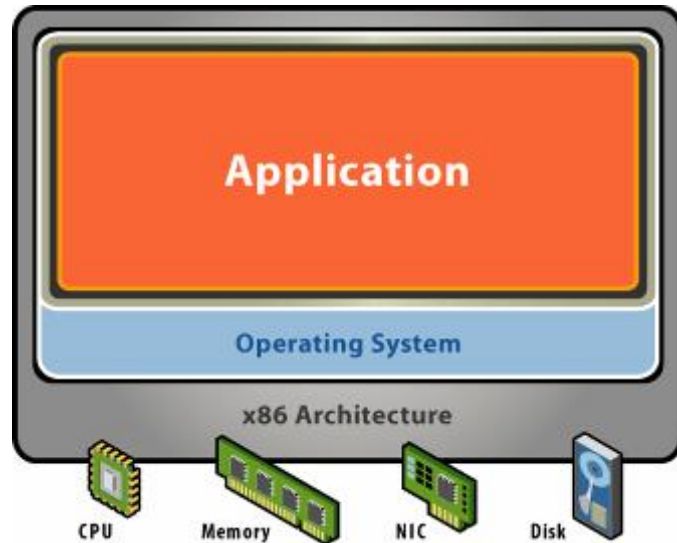 Application
Operating System
x86 Architecture
CPU
Memory
NIC
Disk